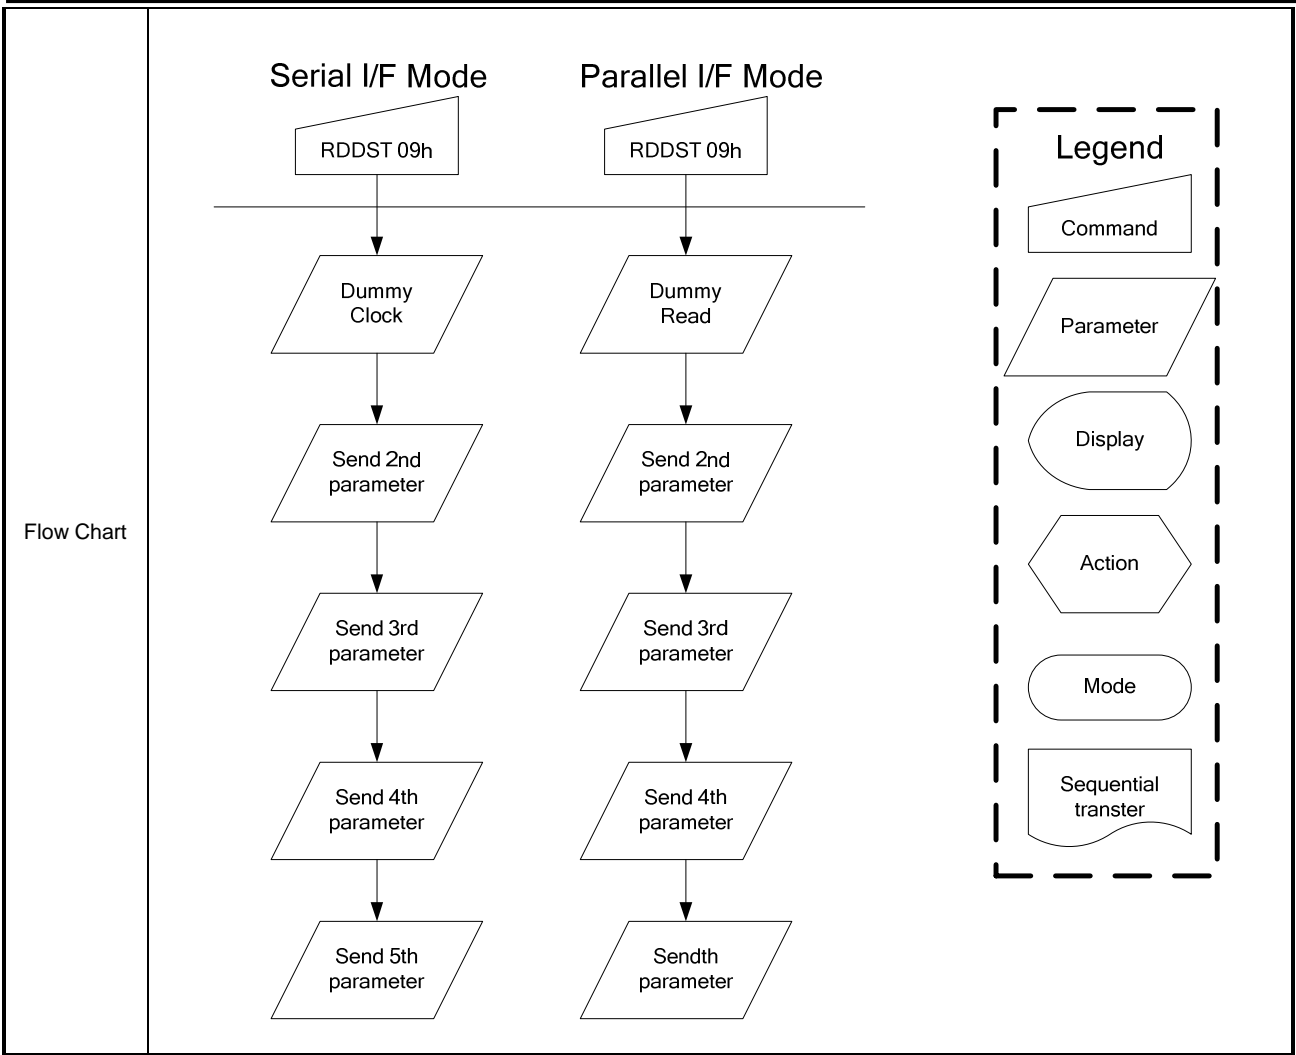 Flow Chart
Serial I/F Mode
RDDST 09h
Dummy
Clock
Send 2nd
parameter
Send 3rd
parameter
Send 4th
parameter
Send 5th
parameter
Parallel I/F Mode
RDDST 09h
Dummy
Read
Send 2nd
parameter
Send 3rd
parameter
Send 4th
parameter
Sendth
parameter
Legend
Command
Parameter
Display
Action
Mode
Sequential
transter